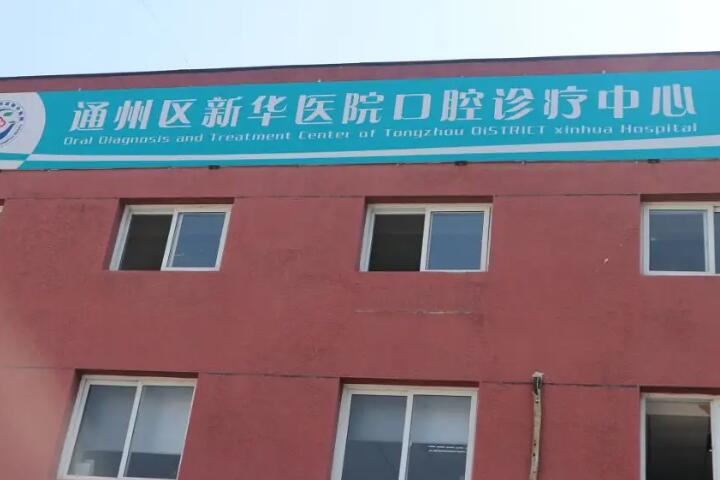 通州区新华医院口腔诊疗中心
Oral Diagnosis and Treatment Center of Tongzhou DiSTRICT xinhua Hospital